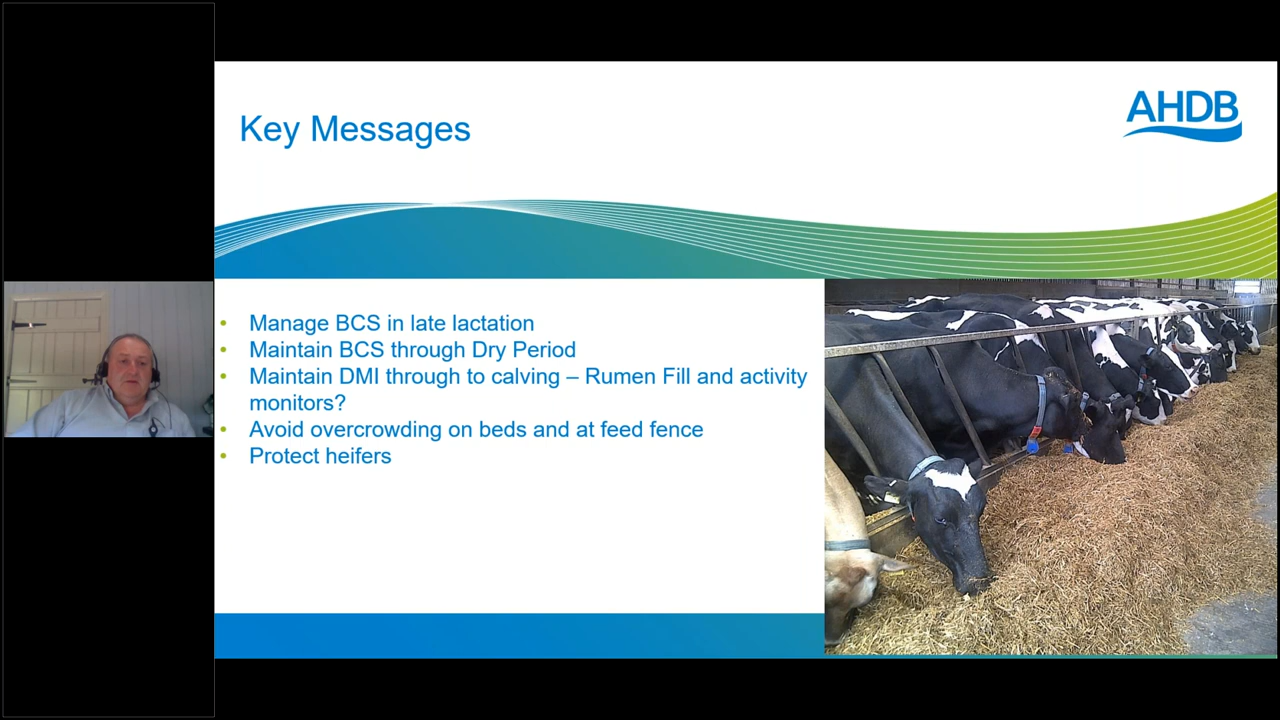 AHDB
Key Messages
• Manage BCS in late lactation
• Maintain BCS through Dry Period
• Maintain DMI through to calving – Rumen Fill and activity
monitors?
• Avoid overcrowding on beds and at feed fence
• Protect heifers